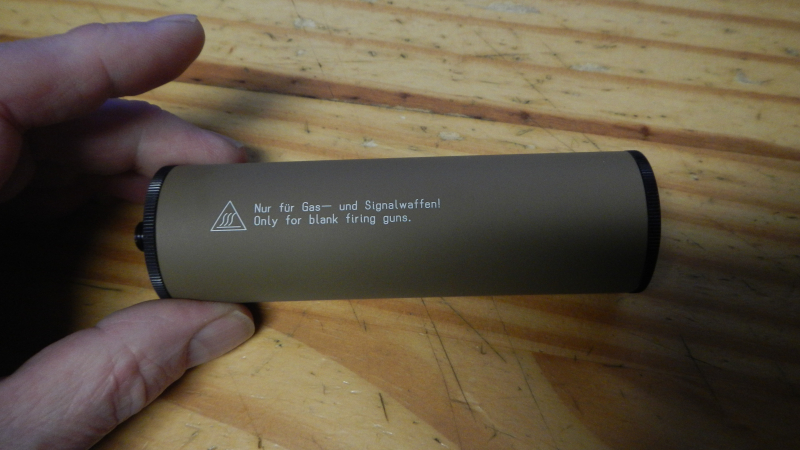 Nur für Gas— und Signalwaffen!
Only for blank firing guns.